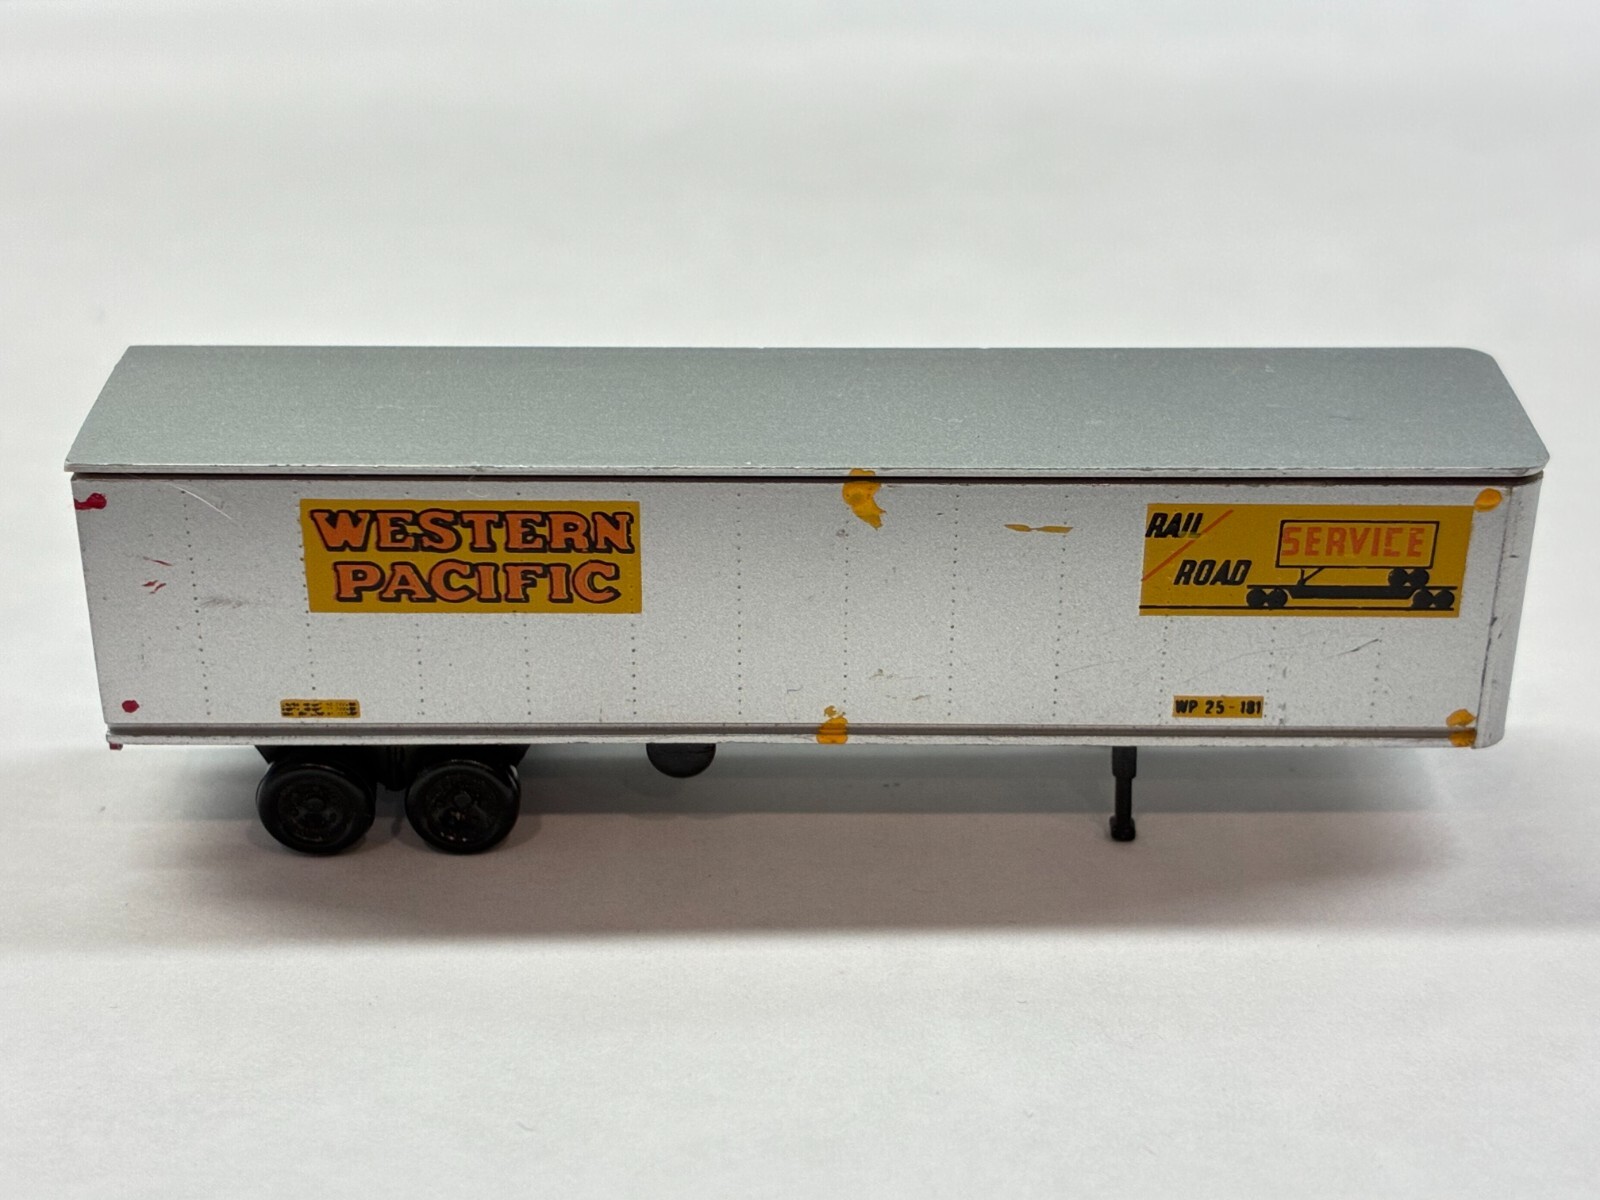 WESTERN
PACIFIC
RAIL
ROAD
SERVICE
WP 25-181